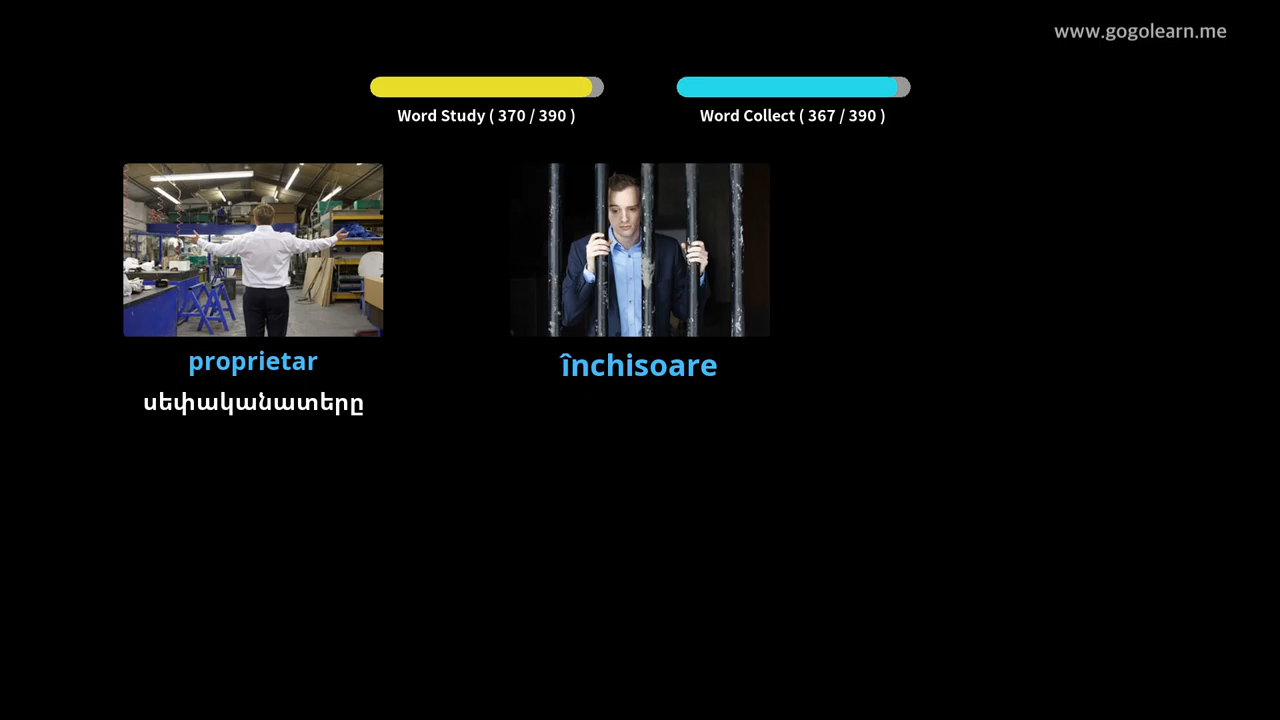 www.gogolearn.me
Word Study ( 370 / 390 )
Word Collect ( 367 / 390 )
proprietar
սեփականատերը
închisoare